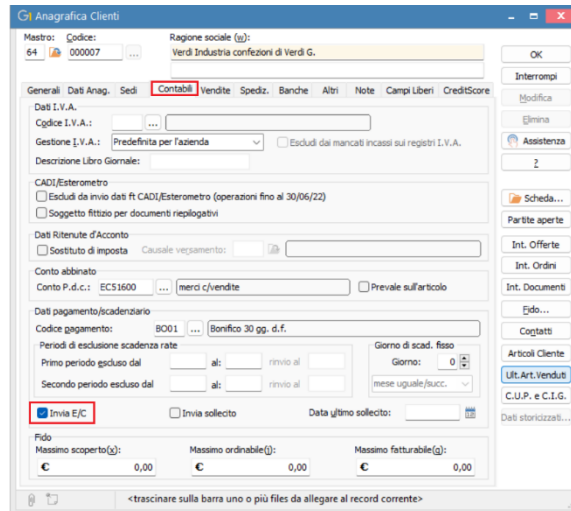 G1 Anagrafica Clienti
Mastro: Codice: Ragione sociale (w):
64 000007 ... Verdi Industria confezioni di Verdi G.
OK
Interrompi
Modifica
Elimina
Assistenza
?
Scheda...
Partite aperte
Int. Offerte
Int. Ordini
Int. Documenti
Fido...
Contatti
Articoli Cliente
Ult.Art.Venduti
C.U.P. e C.I.G.
Dati storicizzati...
Generali Dati Anag. Sedi Contabili Vendite Spediz. Banche Altri Note Campi Liberi CreditScore
Dati I.V.A.
Codice I.V.A.: ...
Gestione I.V.A.: Predefinita per l'azienda Escludi dai mancati incassi sui registri I.V.A.
Descrizione Libro Giornale:
CADI/Esterometro
Escludi da invio dati ft CADI/Esterometro (operazioni fino al 30/06/22)
Soggetto fittizio per documenti riepilogativi
Dati Ritenute d'Acconto
Sostituto di imposta Causale versamento:
Conto abbinato
Conto P.d.c.: EC51600 ... merci c/vendite Prevale sull'articolo
Dati pagamento/scadenziario
Codice pagamento: BO01 ... Bonifico 30 gg. d.f.
Periodi di esclusione scadenza rate Giorno di scad. fisso
Primo periodo escluso dal al: rinvio al Giorno: 0
Secondo periodo escluso dal al: rinvio al mese uguale/succ.
Invia E/C Invia sollecito Data ultimo sollecito:
Fido
Massimo scoperto(x): Massimo ordinabile(j): Massimo fatturabile(g):
€ 0,00 € 0,00 € 0,00
<trascinare sulla barra uno o più files da allegare al record corrente>